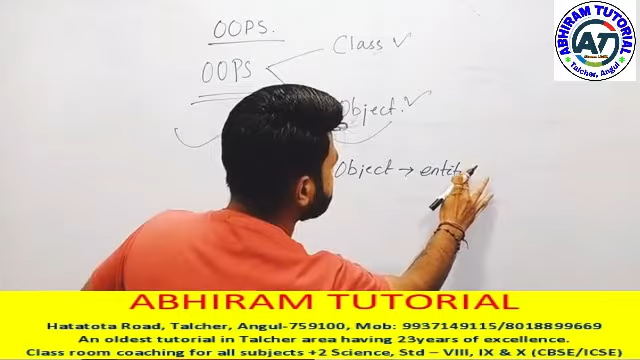 OOPS.
OOPS
Class ✓
Object. ✓
Object → entit
ABHIRAM TUTORIAL
AT
Talcher, Angul
ABHIRAM TUTORIAL
Hatatota Road, Talcher, Angul-759100, Mob: 9937149115/8018899669
An oldest tutorial in Talcher area having 23years of excellence.
Class room coaching for all subjects +2 Science, Std – VIII, IX & X (CBSE/ICSE)